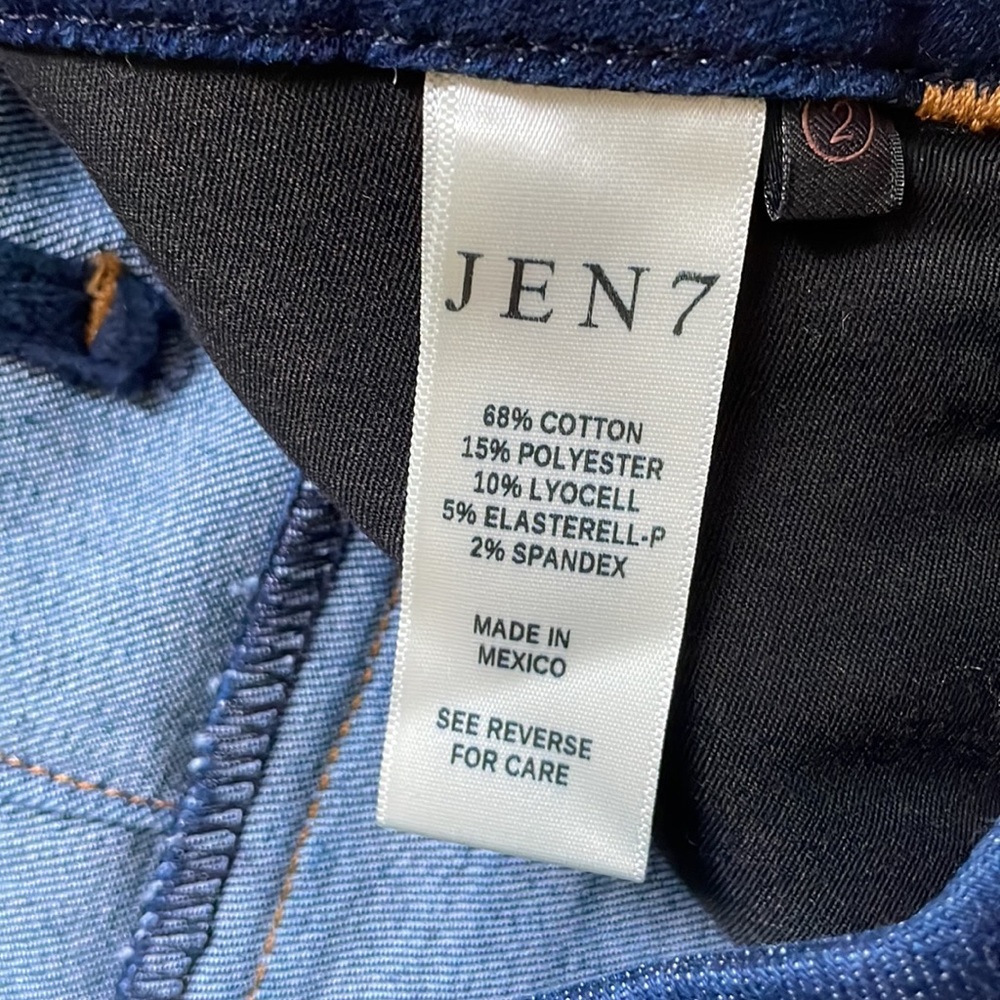 2
JEN7
68% COTTON
15% POLYESTER
10% LYOCELL
5% ELASTERELL-P
2% SPANDEX
MADE IN
MEXICO
SEE REVERSE
FOR CARE